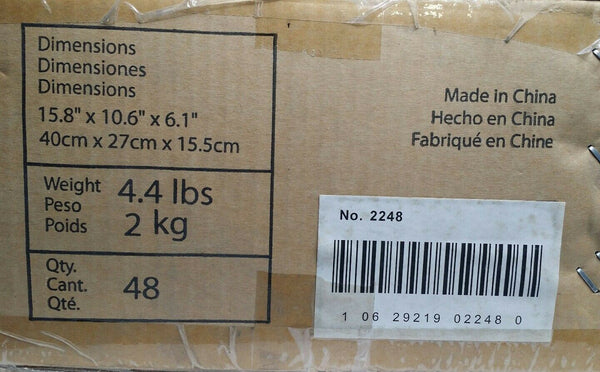 Dimensions
Dimensiones
Dimensions
15.8" x 10.6" x 6.1"
40cm x 27cm x 15.5cm
Weight 4.4 lbs
Peso
Poids 2 kg
Qty.
Cant. 48
Qté.
Made in China
Hecho en China
Fabriqué en Chine
No. 2248
1 06 29219 02248 0